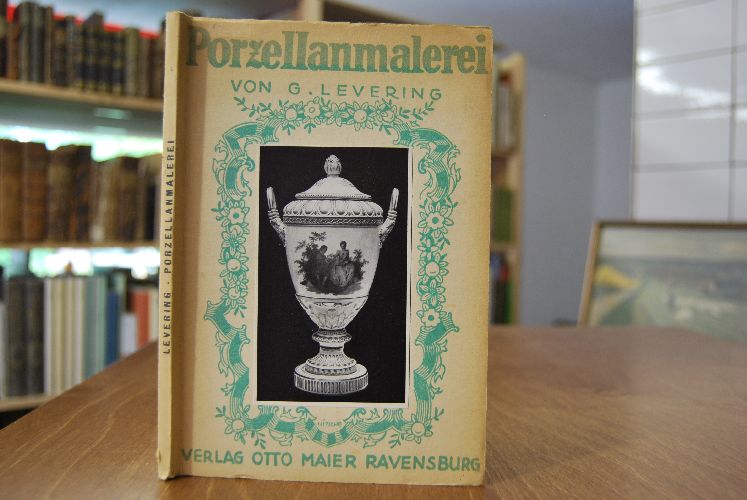 Porzellanmalerei
VON G. LEVERING
VERLAG OTTO MAIER RAVENSBURG
LEVERING · PORZELLANMALEREI